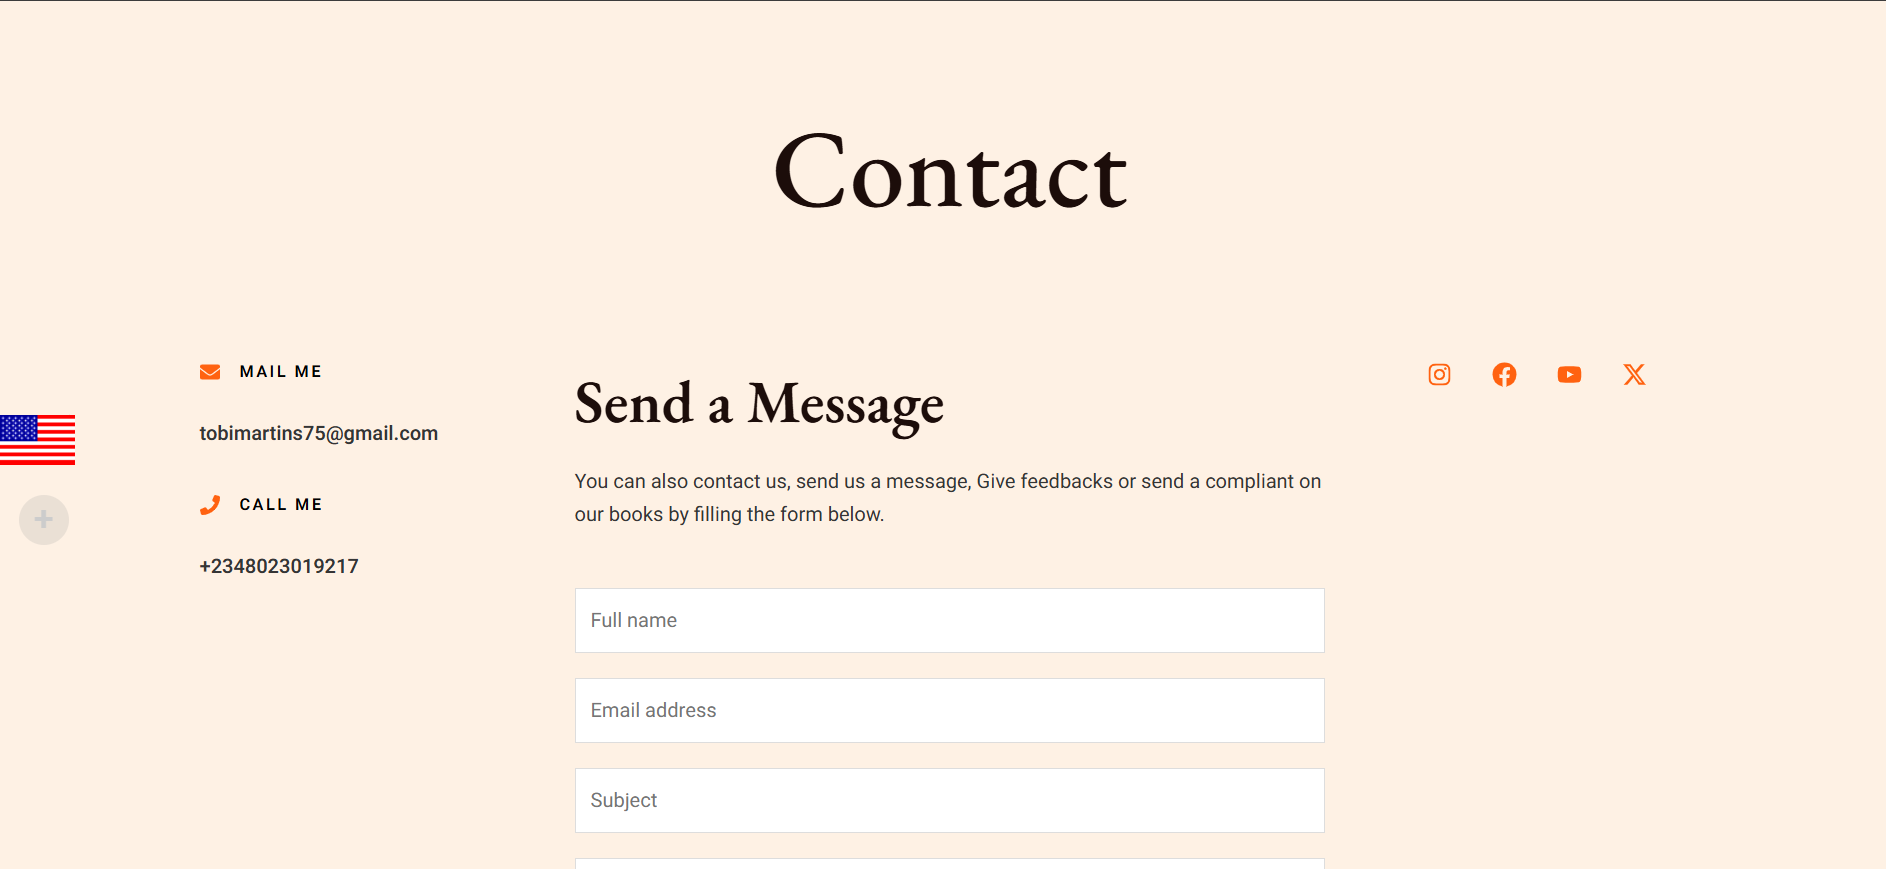 Contact
MAIL ME
tobimartins75@gmail.com
CALL ME
+2348023019217
Send a Message
You can also contact us, send us a message, Give feedbacks or send a compliant on
our books by filling the form below.
Full name
Email address
Subject